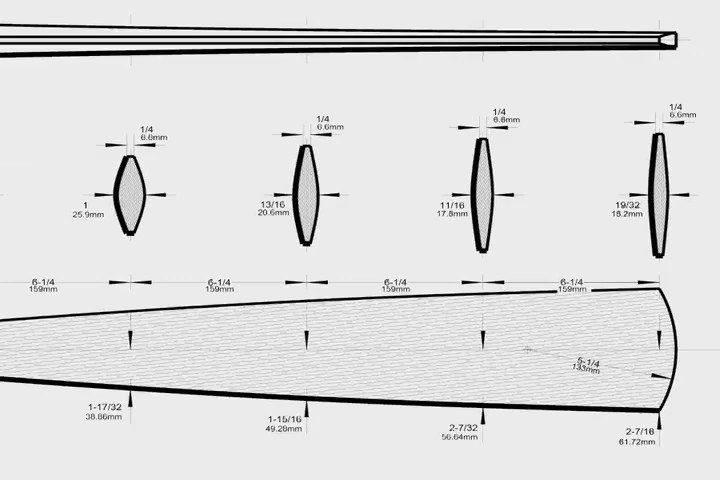 1/4
6.6mm
1/4
6.6mm
1/4
6.6mm
1/4
6.6mm
1
25.9mm
13/16
20.6mm
11/16
17.8mm
19/32
15.2mm
6-1/4
159mm
6-1/4
159mm
6-1/4
159mm
6-1/4
159mm
5-1/4
133mm
1-17/32
38.86mm
1-15/16
49.28mm
2-7/32
56.64mm
2-7/16
61.72mm